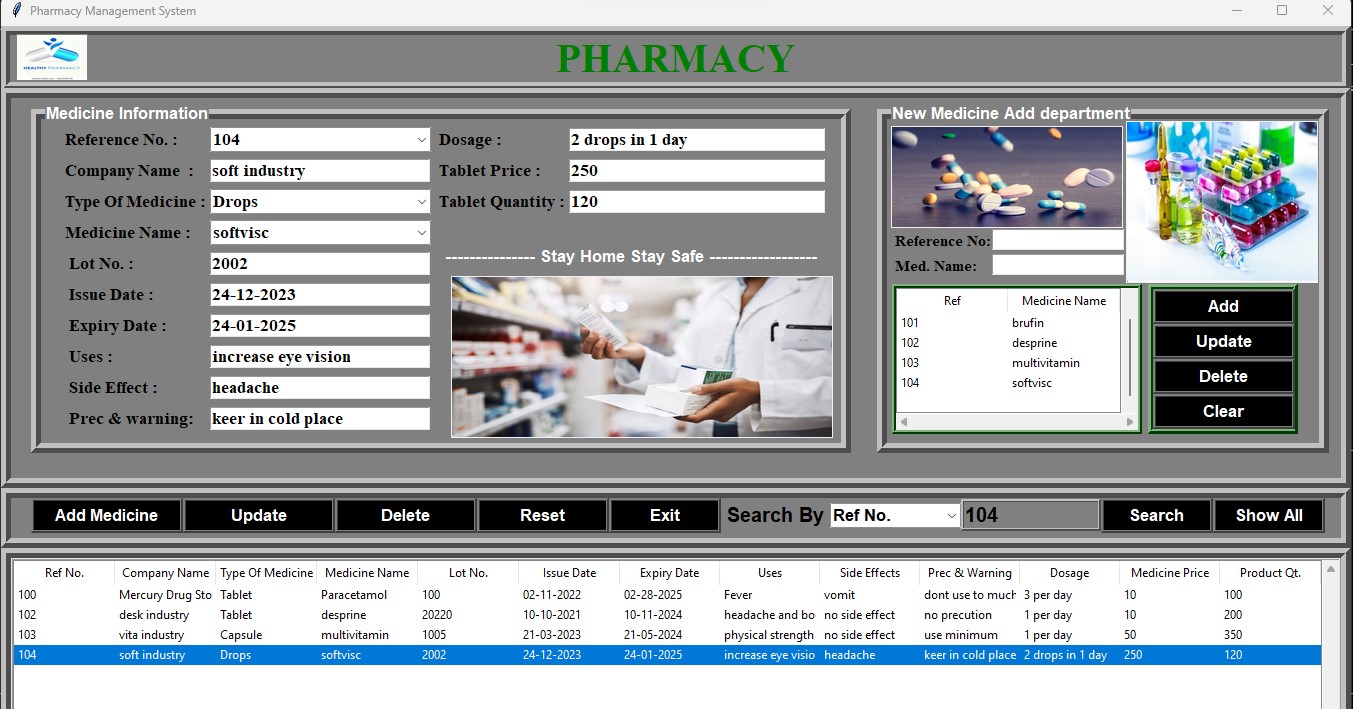 Pharmacy Management System
HEALTHY PHARMACY
PHARMACY
Medicine Information
Reference No. : 104
Company Name : soft industry
Type Of Medicine : Drops
Medicine Name : softvisc
Lot No. : 2002
Issue Date : 24-12-2023
Expiry Date : 24-01-2025
Uses : increase eye vision
Side Effect : headache
Prec & warning: keer in cold place
Dosage : 2 drops in 1 day
Tablet Price : 250
Tablet Quantity : 120
--------------- Stay Home Stay Safe ------------------
New Medicine Add department
Reference No:
Med. Name:
Ref Medicine Name
101 brufin
102 desprine
103 multivitamin
104 softvisc
Add
Update
Delete
Clear
Add Medicine Update Delete Reset Exit Search By Ref No. 104 Search Show All
Ref No. Company Name Type Of Medicine Medicine Name Lot No. Issue Date Expiry Date Uses Side Effects Prec & Warning Dosage Medicine Price Product Qt.
100 Mercury Drug Sto Tablet Paracetamol 100 02-11-2022 02-28-2025 Fever vomit dont use to much 3 per day 10 100
102 desk industry Tablet desprine 20220 10-10-2021 10-11-2024 headache and bo no side effect no precution 1 per day 10 200
103 vita industry Capsule multivitamin 1005 21-03-2023 21-05-2024 physical strength no side effect use minimum 1 per day 50 350
104 soft industry Drops softvisc 2002 24-12-2023 24-01-2025 increase eye visio headache keer in cold place 2 drops in 1 day 250 120